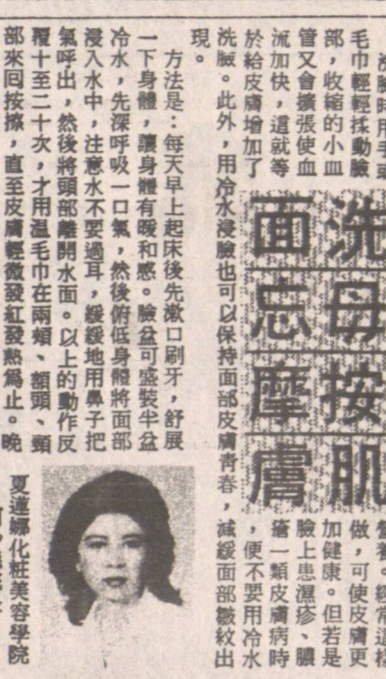 洗面
母忘
按摩
肌膚
毛巾輕輕揉動臉
部,收縮的小血
管又會擴張使血
流加快,這就等
於給皮膚增加了
做,可使皮膚更
加健康。但若是
臉上患濕疹、膿
瘡一類皮膚病時
,便不要用冷水
洗臉。此外,用冷水浸臉也可以保持面部皮膚青春,減緩面部皺紋出
現。
方法是:每天早上起床後先漱口刷牙,舒展
一下身體,讓身體有暖和感。臉盆可盛裝半盆
冷水,先深呼吸一口氣,然後俯低身體將面部
浸入水中,注意水不要過耳,緩緩地用鼻子把
氣呼出,然後將頭部離開水面。以上的動作反
覆十至二十次,才用溫毛巾在兩頰、額頭、頸
部來回按擦,直至皮膚輕微發紅發熱為止。晚
夏蓮娜化粧美容學院